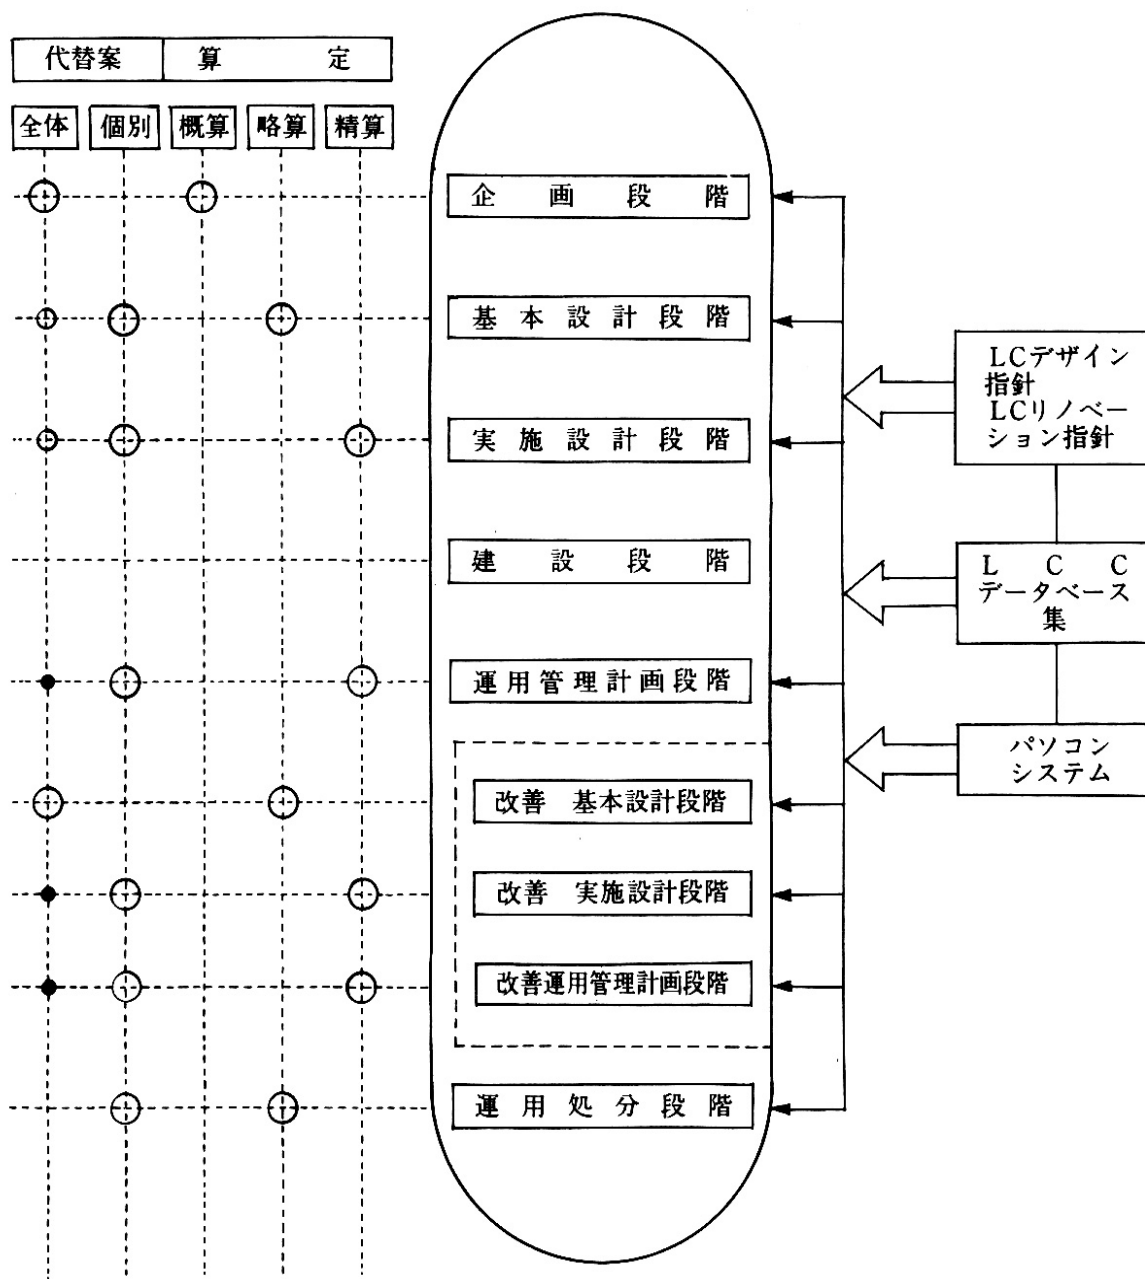 代替案 算定
全体 個別 概算 略算 精算
企画段階
基本設計段階
実施設計段階
建設段階
運用管理計画段階
改善 基本設計段階
改善 実施設計段階
改善運用管理計画段階
運用処分段階
LCデザイン
指針
LCリノベー
ション指針
LCC
データベース
集
パソコン
システム